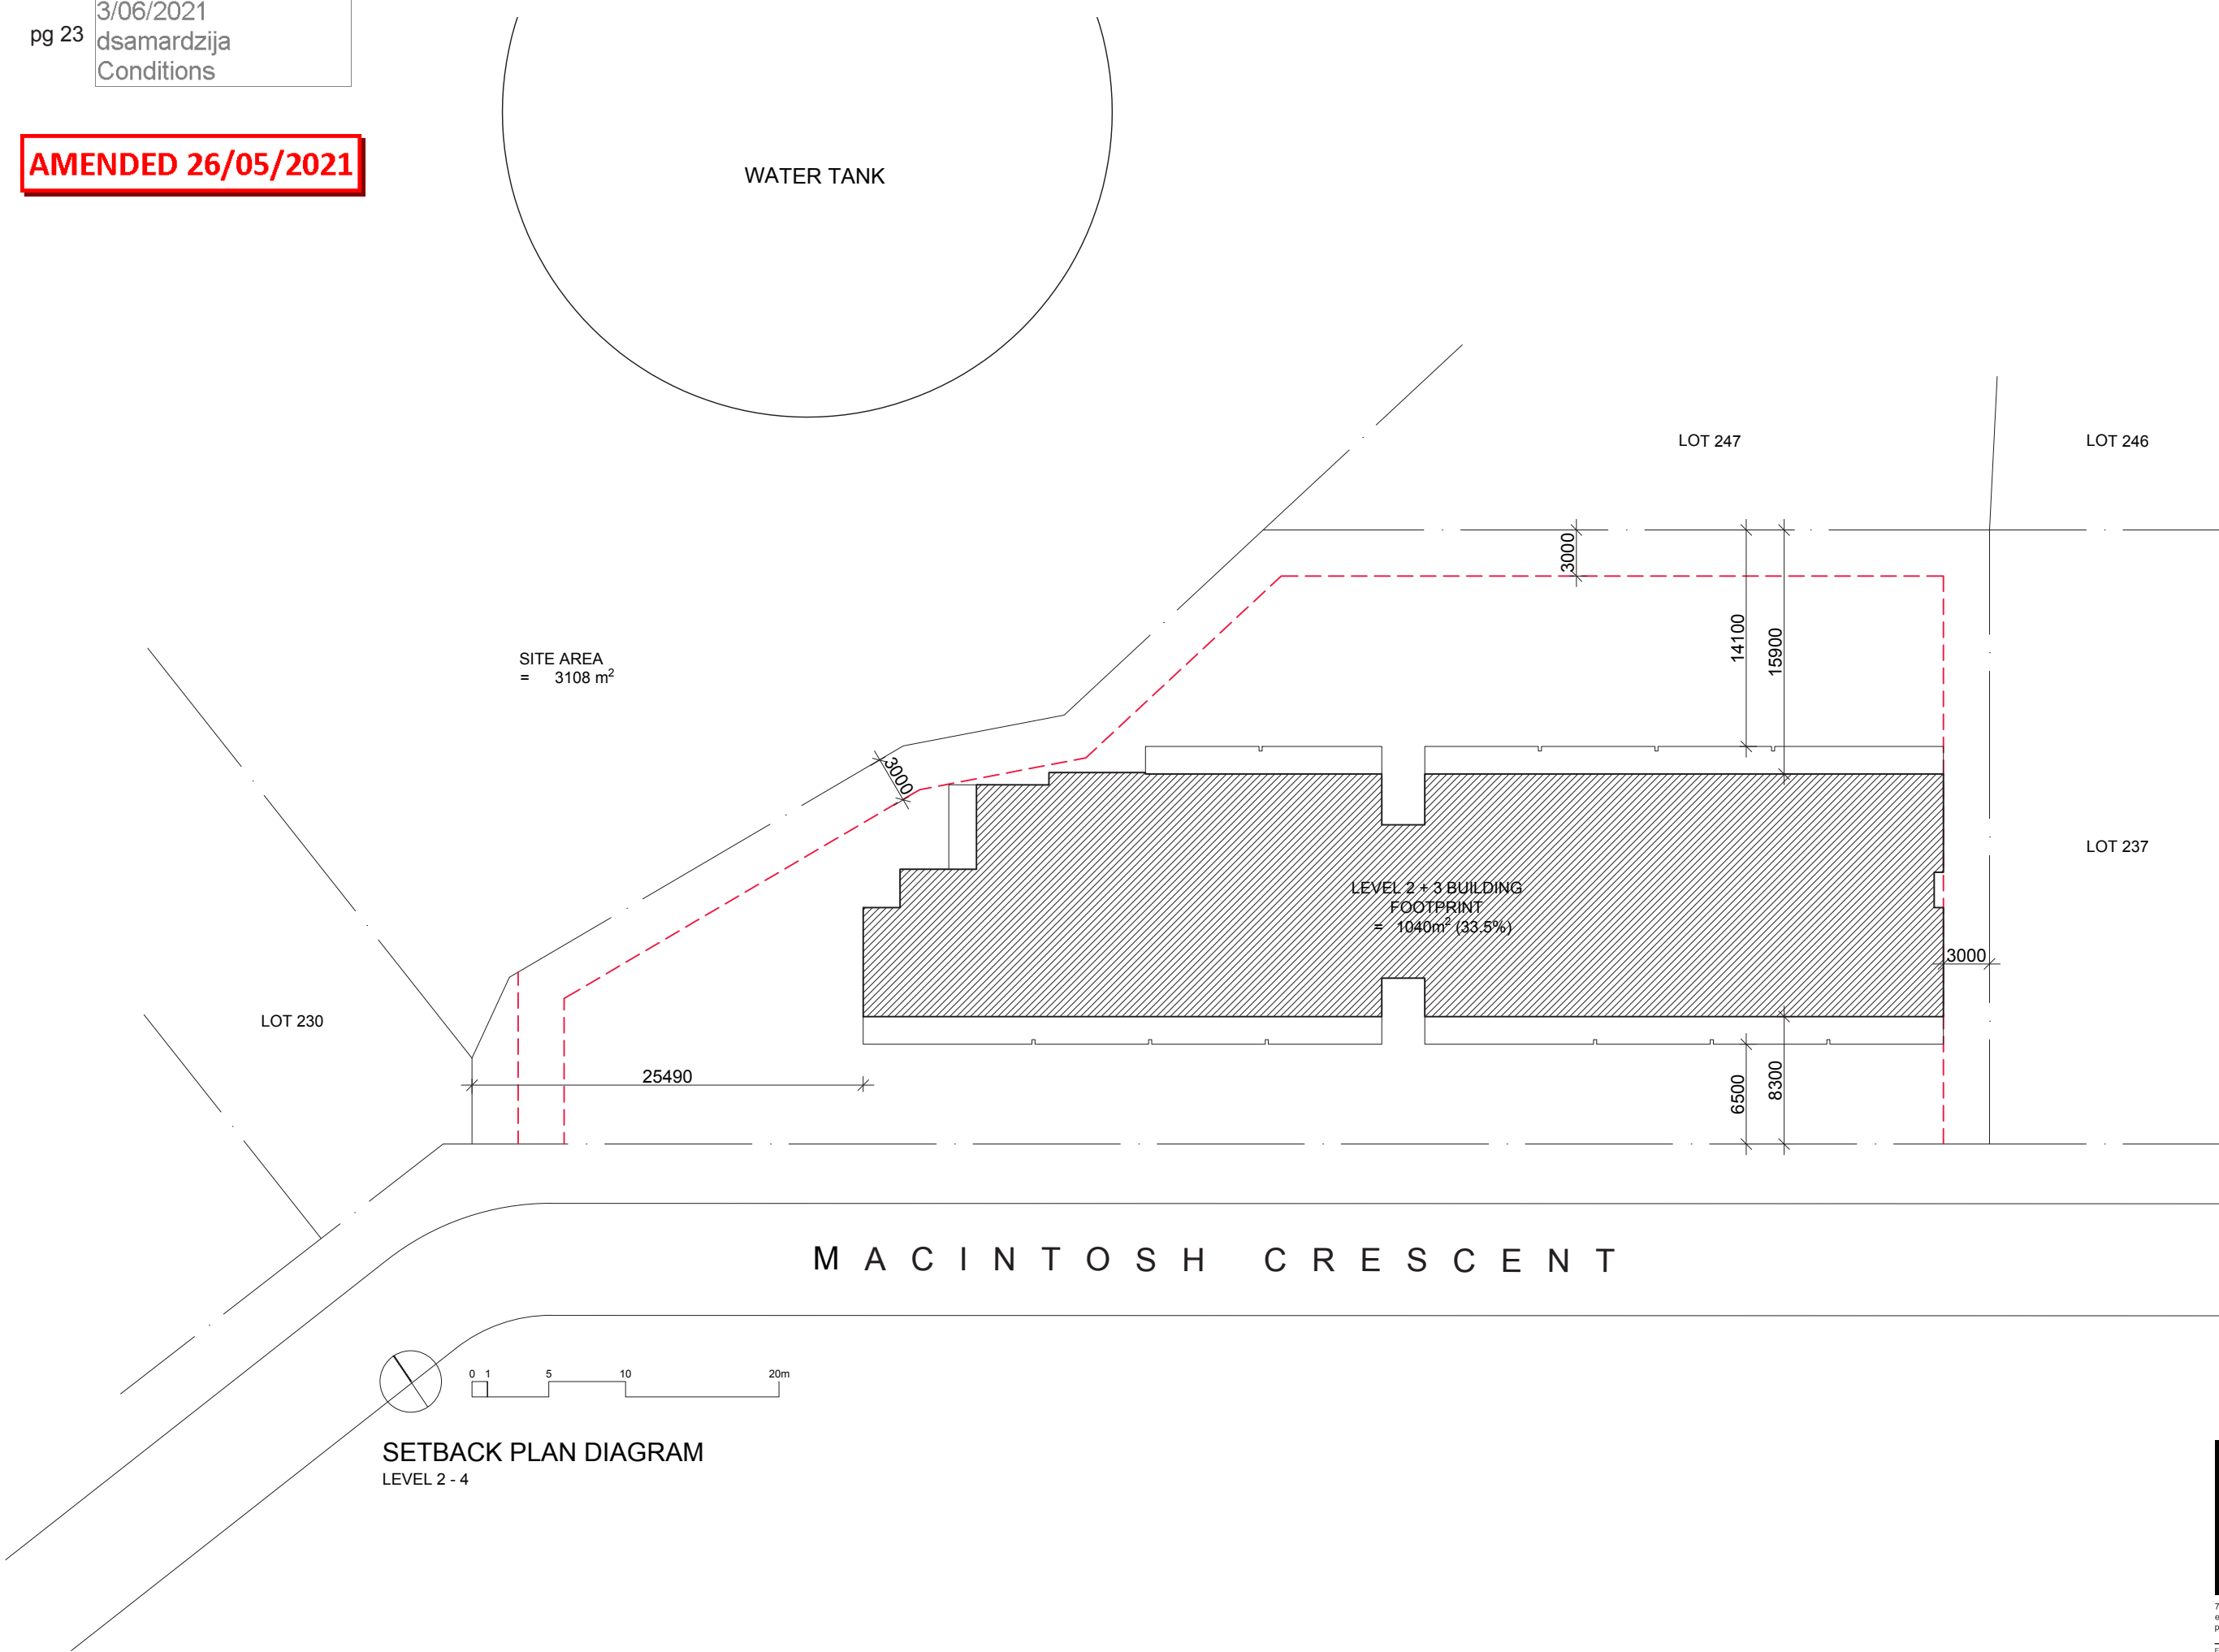 3/06/2021
pg 23
dsamardzija
Conditions
AMENDED 26/05/2021
WATER TANK
LOT 247
LOT 246
3000
14100
15900
SITE AREA
= 3108 m²
3000
LOT 237
LEVEL 2 + 3 BUILDING
FOOTPRINT
= 1040m² (33.5%)
3000
LOT 230
25490
6500
8300
MACINTOSH CRESCENT
0 1 5 10 20m
SETBACK PLAN DIAGRAM
LEVEL 2 - 4